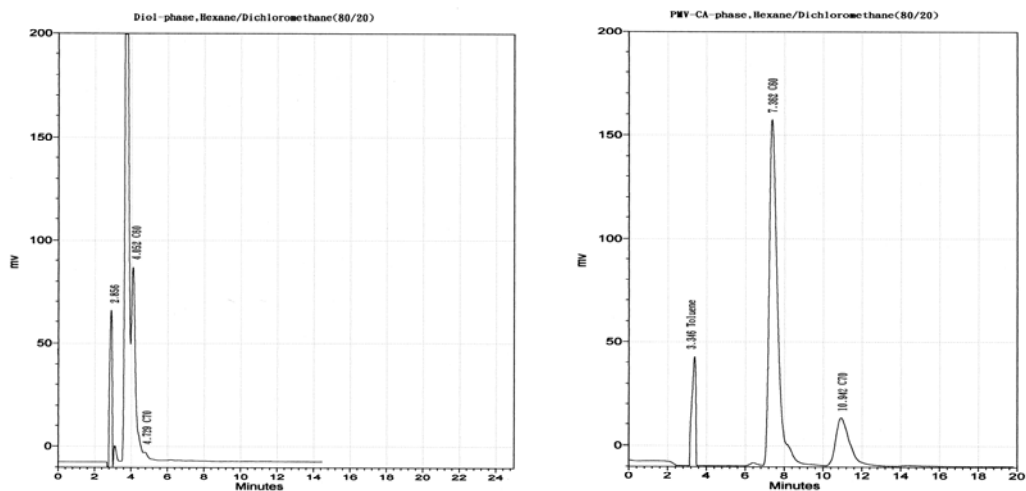 Diol-phase,Hexane/Dichloromethane(80/20)
200
150
100
50
0
mv
2.856
4.052 C60
4.729 C70
0 2 4 6 8 10 12 14 16 18 20 22 24
Minutes
PMV-CA-phase,Hexane/Dichloromethane(80/20)
200
150
100
50
0
mv
3.346 Toluene
7.362 C60
10.942 C70
0 2 4 6 8 10 12 14 16 18 20
Minutes